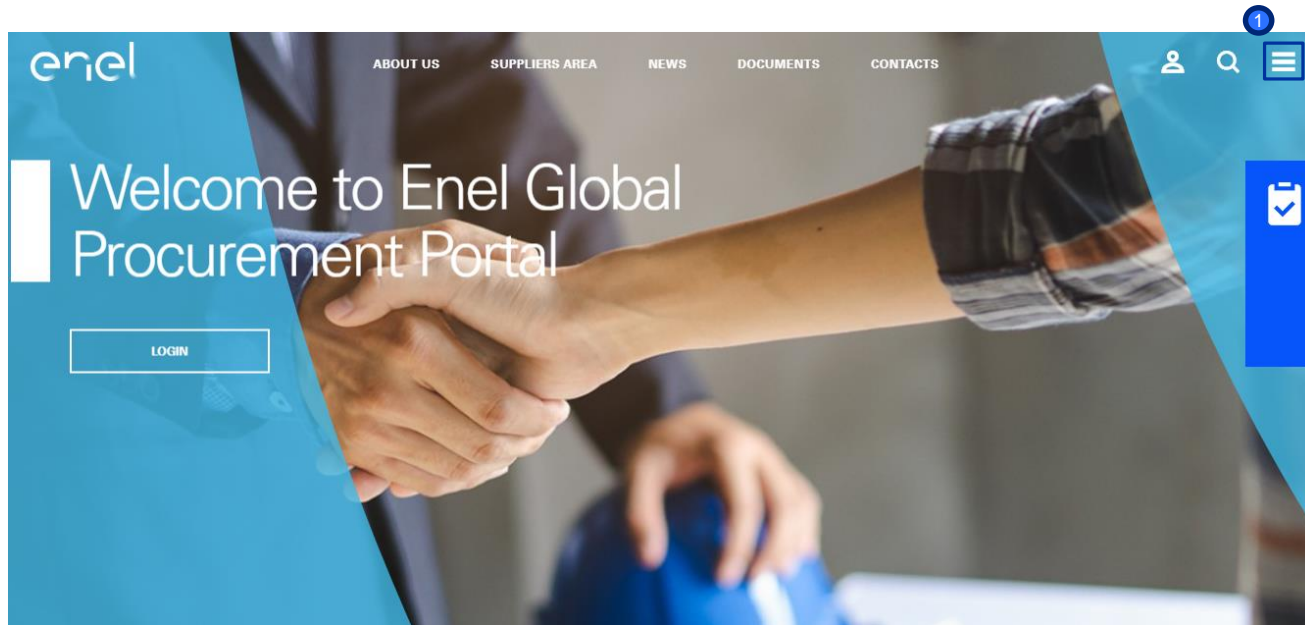 1
enel
ABOUT US SUPPLIERS AREA NEWS DOCUMENTS CONTACTS
Welcome to Enel Global
Procurement Portal
LOGIN